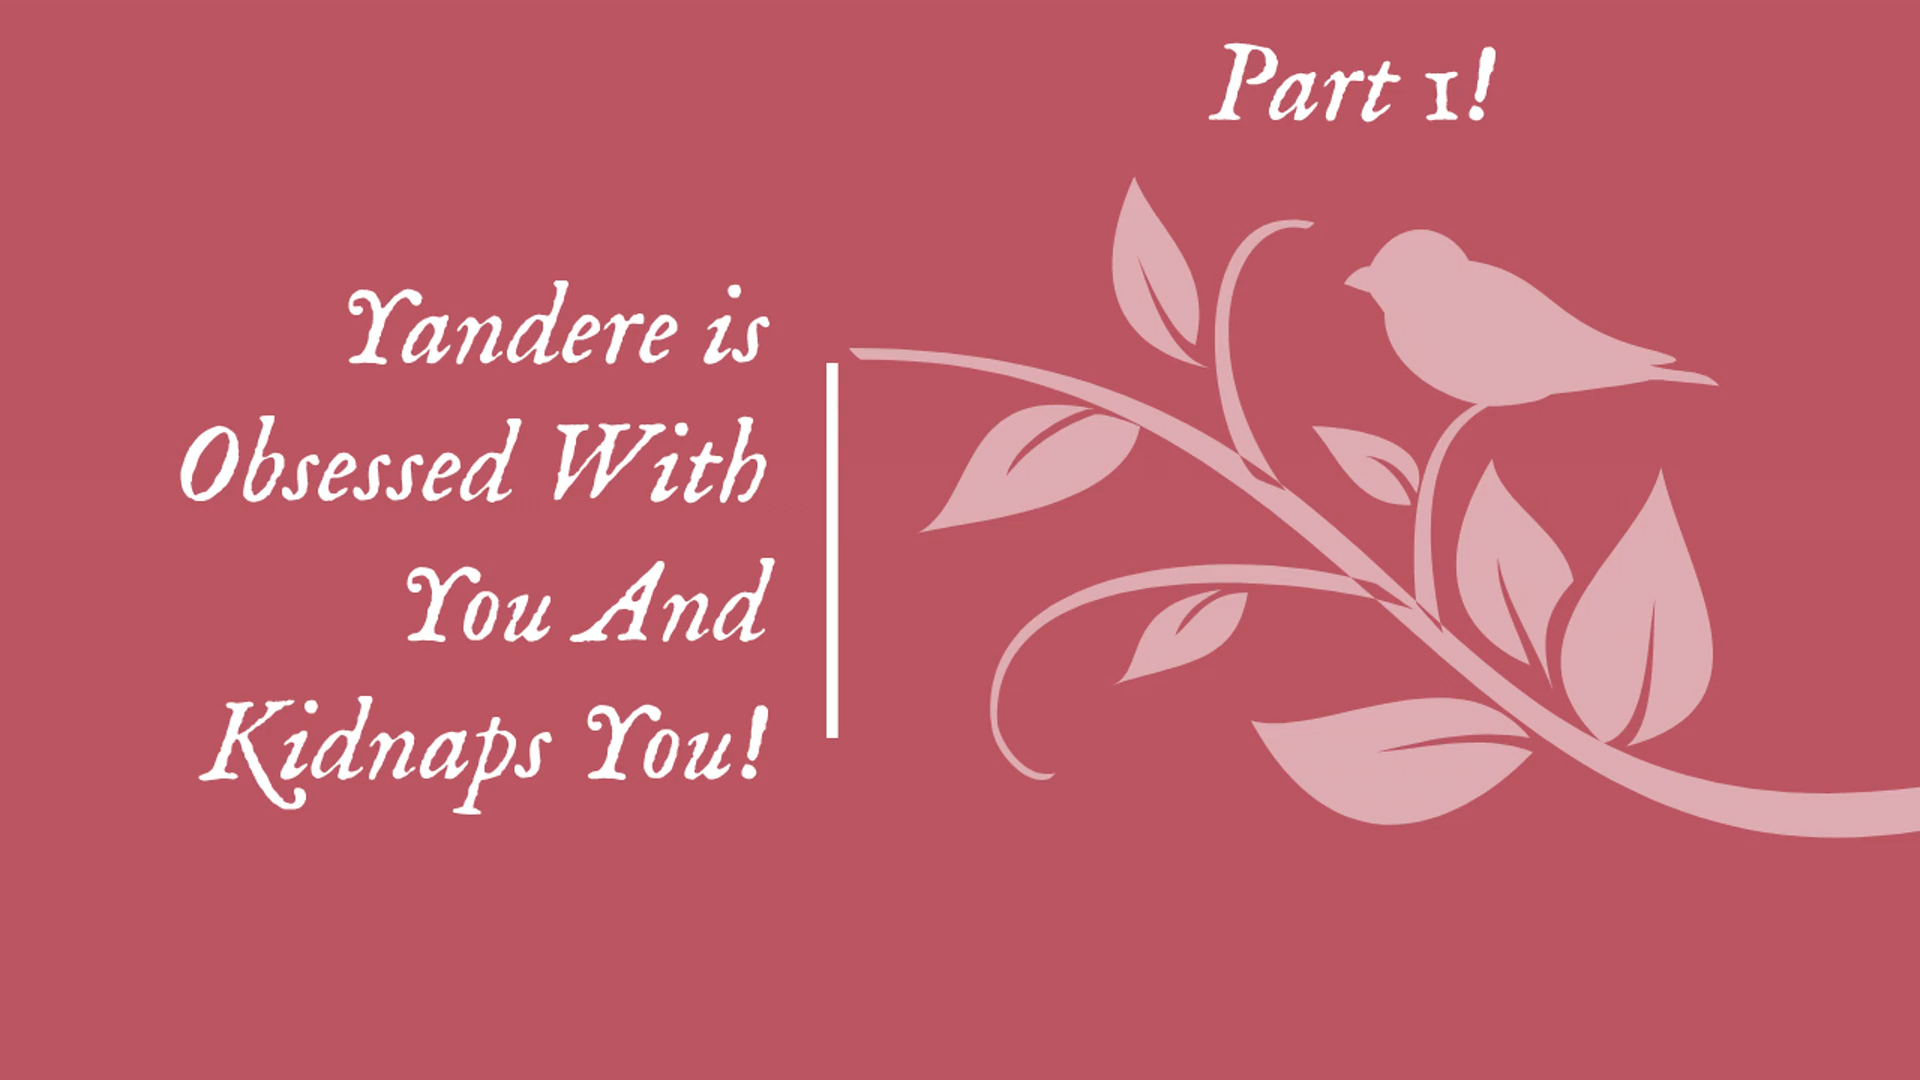 Part 1!
Yandere is
Obsessed With
You And
Kidnaps You!